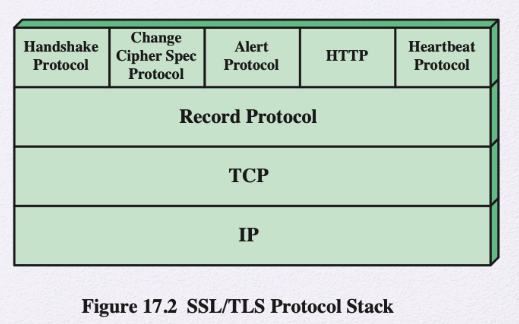 Handshake
Protocol
Change
Cipher Spec
Protocol
Alert
Protocol
HTTP
Heartbeat
Protocol
Record Protocol
TCP
IP
Figure 17.2 SSL/TLS Protocol Stack